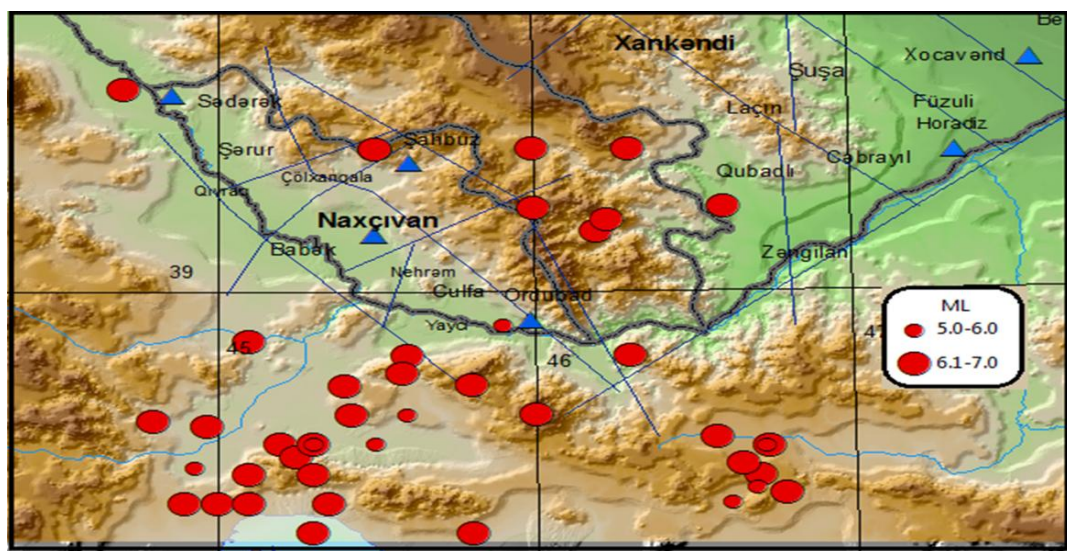 Be
Xankəndi
Xocavənd
Şuşa
Sədərək
Laçın
Füzuli
Horadiz
Şərur
Şahbuz
Cəbrayıl
Çölxanqala
Qubadlı
Qıvraq
Naxçıvan
Babək
Zəngilan
39
Nehrəm
Culfa
Ordubad
Yaycı
ML
5.0-6.0
6.1-7.0
45
46